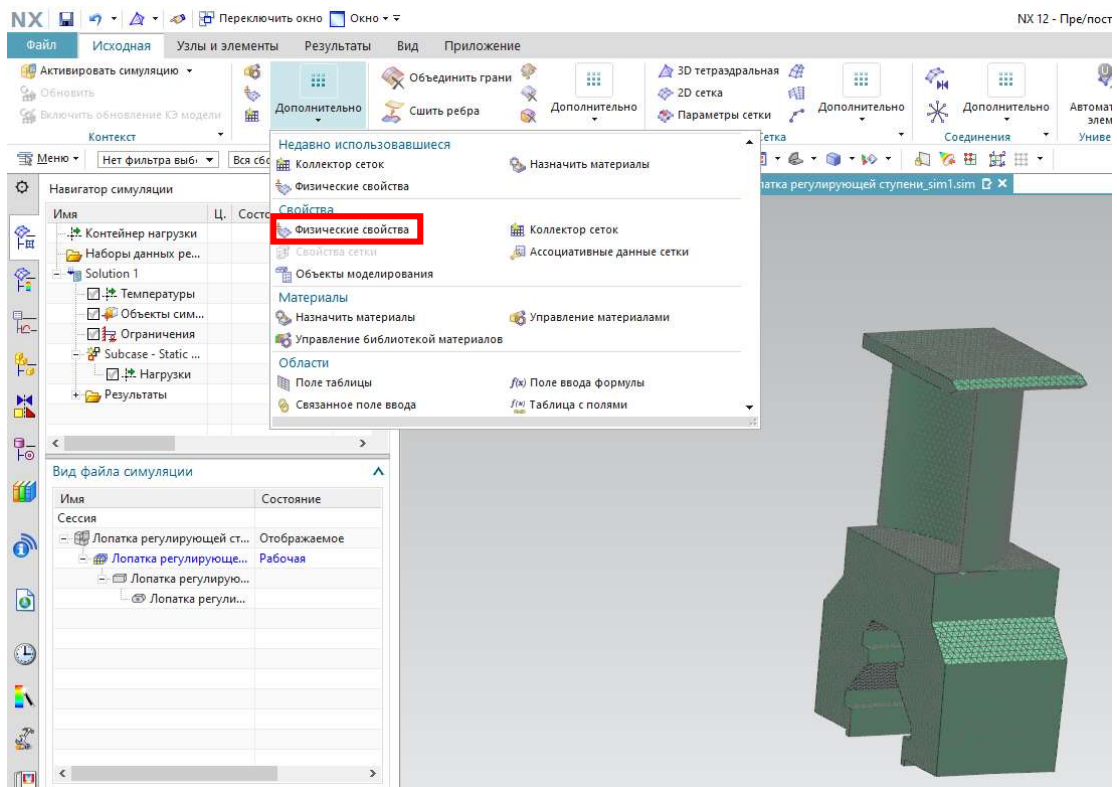 NX Переключить окно Окно NX 12 - Пре/пост
Файл Исходная Узлы и элементы Результаты Вид Приложение
Активировать симуляцию
Обновить
Включить обновление КЭ модели
Контекст
Дополнительно
Объединить грани
Сшить ребра
Дополнительно
3D тетраэдральная
2D сетка
Параметры сетки
Дополнительно
сетка
Дополнительно
Соединения
Автомат
элем
Униве
Меню Нет фильтра выб Вся сбо
Недавно использовавшиеся
Коллектор сеток Назначить материалы
Физические свойства
Свойства
Физические свойства Коллектор сеток
Свойства сетки Ассоциативные данные сетки
Объекты моделирования
Материалы
Назначить материалы Управление материалами
Управление библиотекой материалов
Области
Поле таблицы f(x) Поле ввода формулы
Связанное поле ввода Таблица с полями
патка регулирующей ступени_sim1.sim
Навигатор симуляции
Имя Ц. Состо
Контейнер нагрузки
Наборы данных ре...
Solution 1
Температуры
Объекты сим...
Ограничения
Subcase - Static ...
Нагрузки
Результаты
Вид файла симуляции
Имя Состояние
Сессия
Лопатка регулирующей ст... Отображаемое
Лопатка регулирующе... Рабочая
Лопатка регулирую...
Лопатка регули...